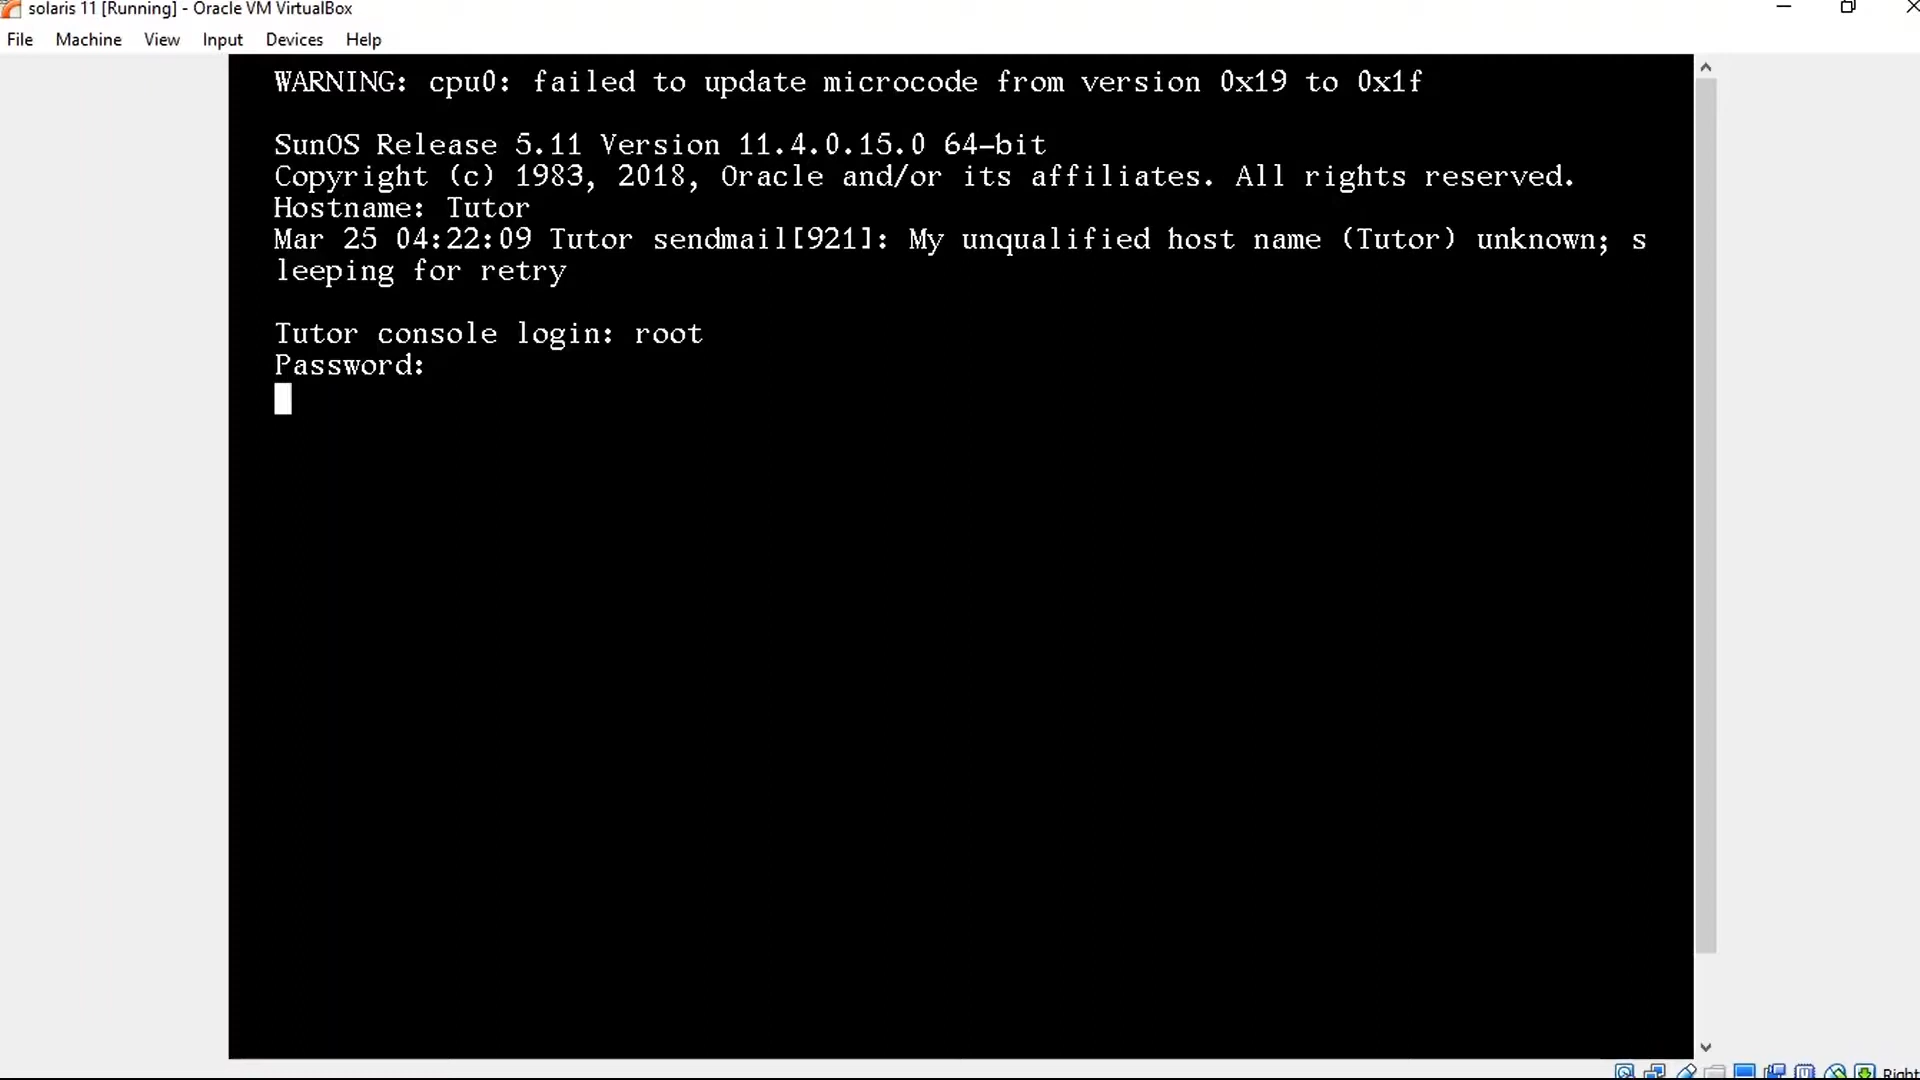 solaris 11 [Running] - Oracle VM VirtualBox
File Machine View Input Devices Help
WARNING: cpu0: failed to update microcode from version 0x19 to 0x1f
SunOS Release 5.11 Version 11.4.0.15.0 64-bit
Copyright (c) 1983, 2018, Oracle and/or its affiliates. All rights reserved.
Hostname: Tutor
Mar 25 04:22:09 Tutor sendmail[921]: My unqualified host name (Tutor) unknown; s
leeping for retry
Tutor console login: root
Password:
Right